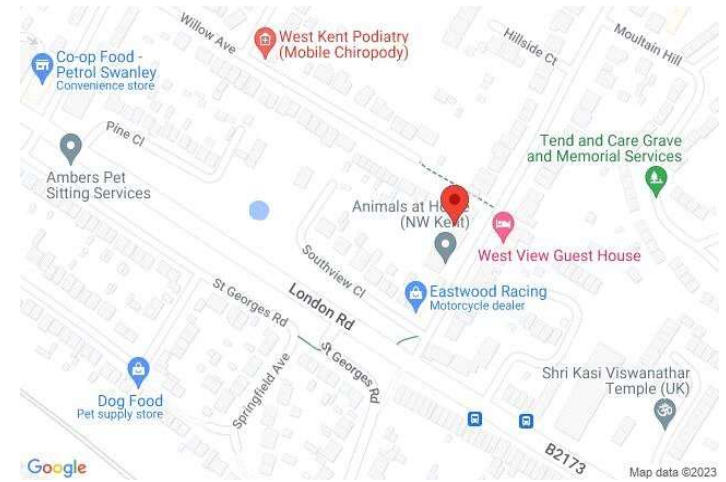 Willow Ave
West Kent Podiatry
(Mobile Chiropody)
Hillside Ct
Moultain Hill
Co-op Food -
Petrol Swanley
Convenience store
Pine Cl
Tend and Care Grave
and Memorial Services
Ambers Pet
Sitting Services
Animals at Home
(NW Kent)
West View Guest House
Southview Cl
St Georges Rd
London Rd
Eastwood Racing
Motorcycle dealer
St Georges Rd
Springfield Ave
Dog Food
Pet supply store
Shri Kasi Viswanathar
Temple (UK)
B2173
Google
Map data ©2023